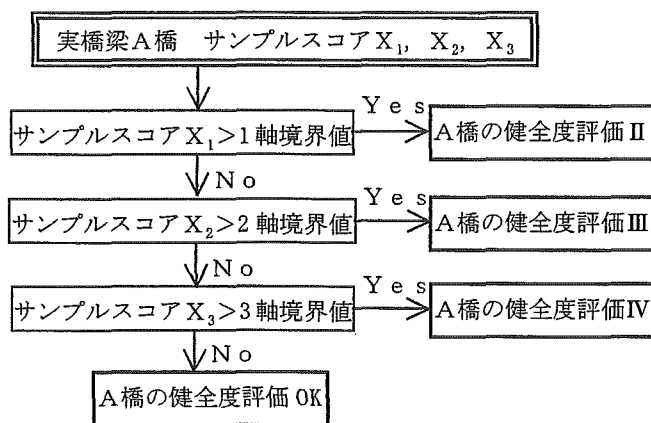 実橋梁A橋　サンプルスコアX₁, X₂, X₃
サンプルスコアX₁>1軸境界値
Yes
A橋の健全度評価Ⅱ
No
サンプルスコアX₂>2軸境界値
Yes
A橋の健全度評価Ⅲ
No
サンプルスコアX₃>3軸境界値
Yes
A橋の健全度評価Ⅳ
No
A橋の健全度評価 OK